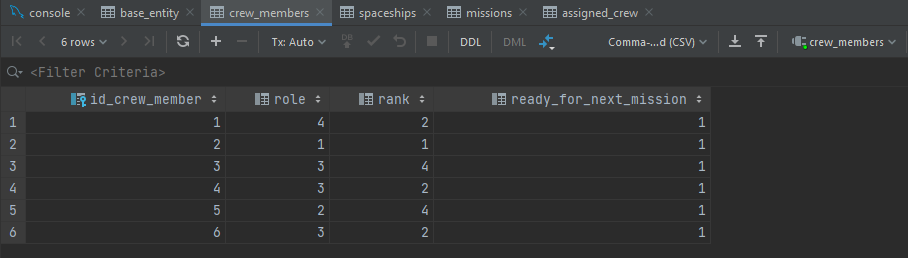 console base_entity crew_members spaceships missions assigned_crew
6 rows Tx: Auto DB DDL DML Comma-...d (CSV) crew_members
<Filter Criteria>
id_crew_member role rank ready_for_next_mission
1 1 4 2 1
2 2 1 1 1
3 3 3 4 1
4 4 3 2 1
5 5 2 4 1
6 6 3 2 1